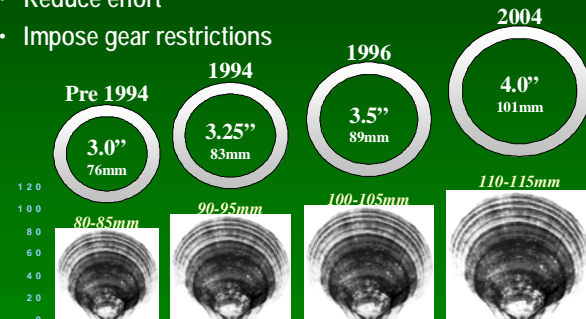 • Reduce effort
• Impose gear restrictions
Pre 1994
1994
1996
2004
3.0”
76mm
3.25”
83mm
3.5”
89mm
4.0”
101mm
80-85mm
90-95mm
100-105mm
110-115mm
120
100
80
60
40
20
0